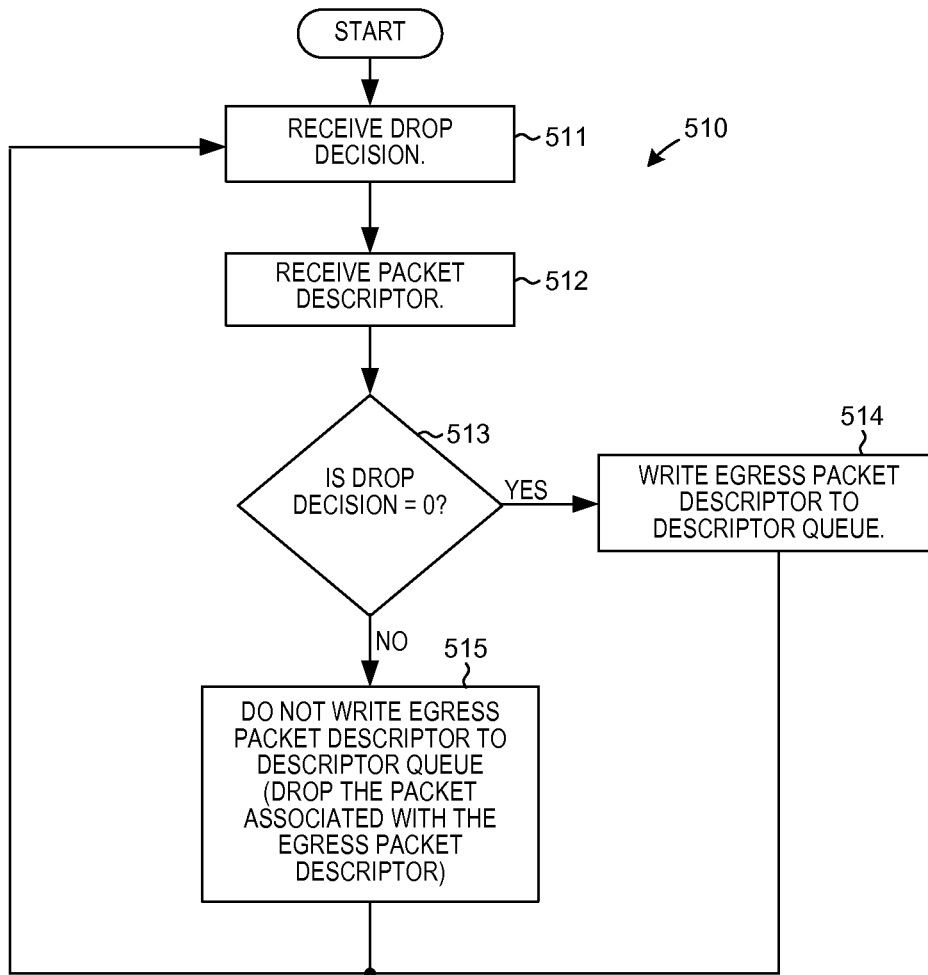 START
RECEIVE DROP
DECISION.
511
510
RECEIVE PACKET
DESCRIPTOR.
512
513
IS DROP
DECISION = 0?
YES
514
WRITE EGRESS PACKET
DESCRIPTOR TO
DESCRIPTOR QUEUE.
NO
515
DO NOT WRITE EGRESS
PACKET DESCRIPTOR TO
DESCRIPTOR QUEUE
(DROP THE PACKET
ASSOCIATED WITH THE
EGRESS PACKET
DESCRIPTOR)